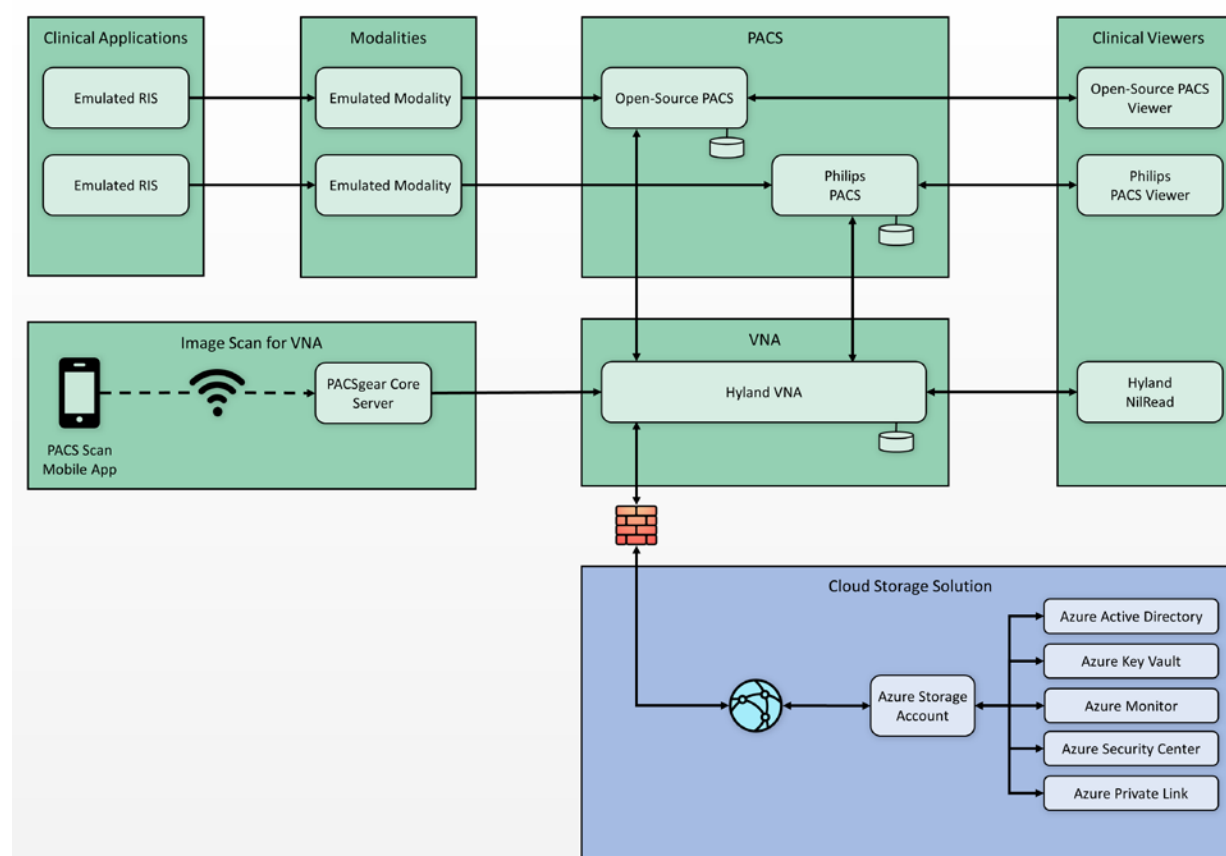 Clinical Applications
Modalities
PACS
Clinical Viewers
Emulated RIS
Emulated Modality
Open-Source PACS
Open-Source PACS
Viewer
Emulated RIS
Emulated Modality
Philips
PACS
Philips
PACS Viewer
Image Scan for VNA
VNA
PACSgear Core
Server
Hyland VNA
Hyland
NilRead
PACS Scan
Mobile App
Cloud Storage Solution
Azure Active Directory
Azure Key Vault
Azure Storage
Account
Azure Monitor
Azure Security Center
Azure Private Link